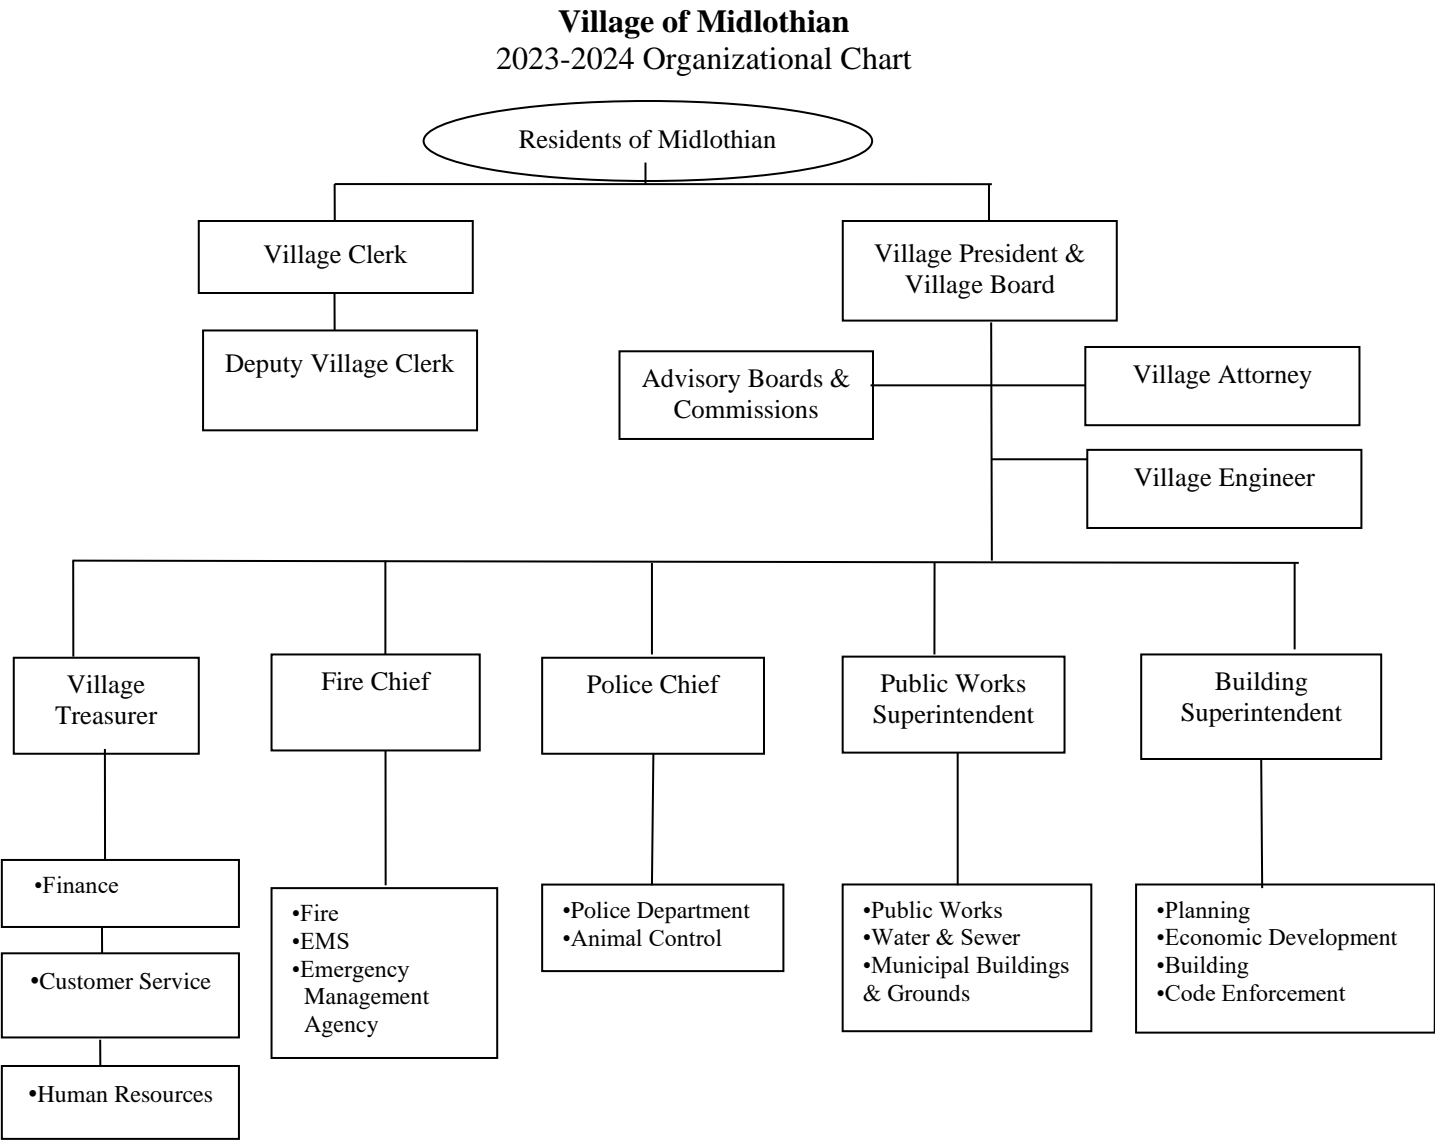 Village of Midlothian
2023-2024 Organizational Chart
Residents of Midlothian
Village Clerk
Village President &
Village Board
Deputy Village Clerk
Advisory Boards &
Commissions
Village Attorney
Village Engineer
Village
Treasurer
Fire Chief
Police Chief
Public Works
Superintendent
Building
Superintendent
•Finance
•Customer Service
•Human Resources
•Fire
•EMS
•Emergency
Management
Agency
•Police Department
•Animal Control
•Public Works
•Water & Sewer
•Municipal Buildings
& Grounds
•Planning
•Economic Development
•Building
•Code Enforcement